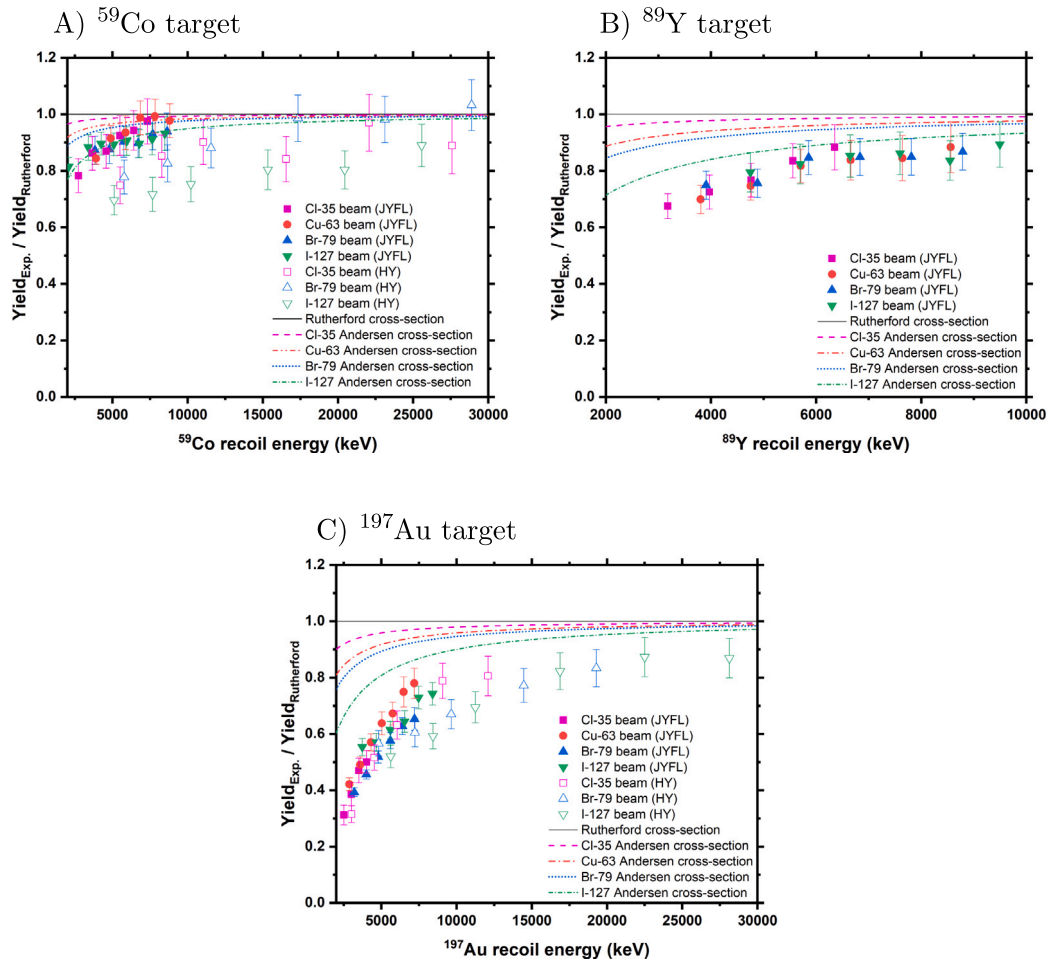 A) ⁵⁹Co target
1.2
1.0
0.8
0.6
0.4
0.2
0.0
Yield_Exp. / Yield_Rutherford
Cl-35 beam (JYFL)
Cu-63 beam (JYFL)
Br-79 beam (JYFL)
I-127 beam (JYFL)
Cl-35 beam (HY)
Br-79 beam (HY)
I-127 beam (HY)
Rutherford cross-section
Cl-35 Andersen cross-section
Cu-63 Andersen cross-section
Br-79 Andersen cross-section
I-127 Andersen cross-section
5000 10000 15000 20000 25000 30000
⁵⁹Co recoil energy (keV)
B) ⁸⁹Y target
1.2
1.0
0.8
0.6
0.4
0.2
0.0
Yield_Exp. / Yield_Rutherford
Cl-35 beam (JYFL)
Cu-63 beam (JYFL)
Br-79 beam (JYFL)
I-127 beam (JYFL)
Rutherford cross-section
Cl-35 Andersen cross-section
Cu-63 Andersen cross-section
Br-79 Andersen cross-section
I-127 Andersen cross-section
2000 4000 6000 8000 10000
⁸⁹Y recoil energy (keV)
C) ¹⁹⁷Au target
1.2
1.0
0.8
0.6
0.4
0.2
0.0
Yield_Exp. / Yield_Rutherford
Cl-35 beam (JYFL)
Cu-63 beam (JYFL)
Br-79 beam (JYFL)
I-127 beam (JYFL)
Cl-35 beam (HY)
Br-79 beam (HY)
I-127 beam (HY)
Rutherford cross-section
Cl-35 Andersen cross-section
Cu-63 Andersen cross-section
Br-79 Andersen cross-section
I-127 Andersen cross-section
5000 10000 15000 20000 25000 30000
¹⁹⁷Au recoil energy (keV)